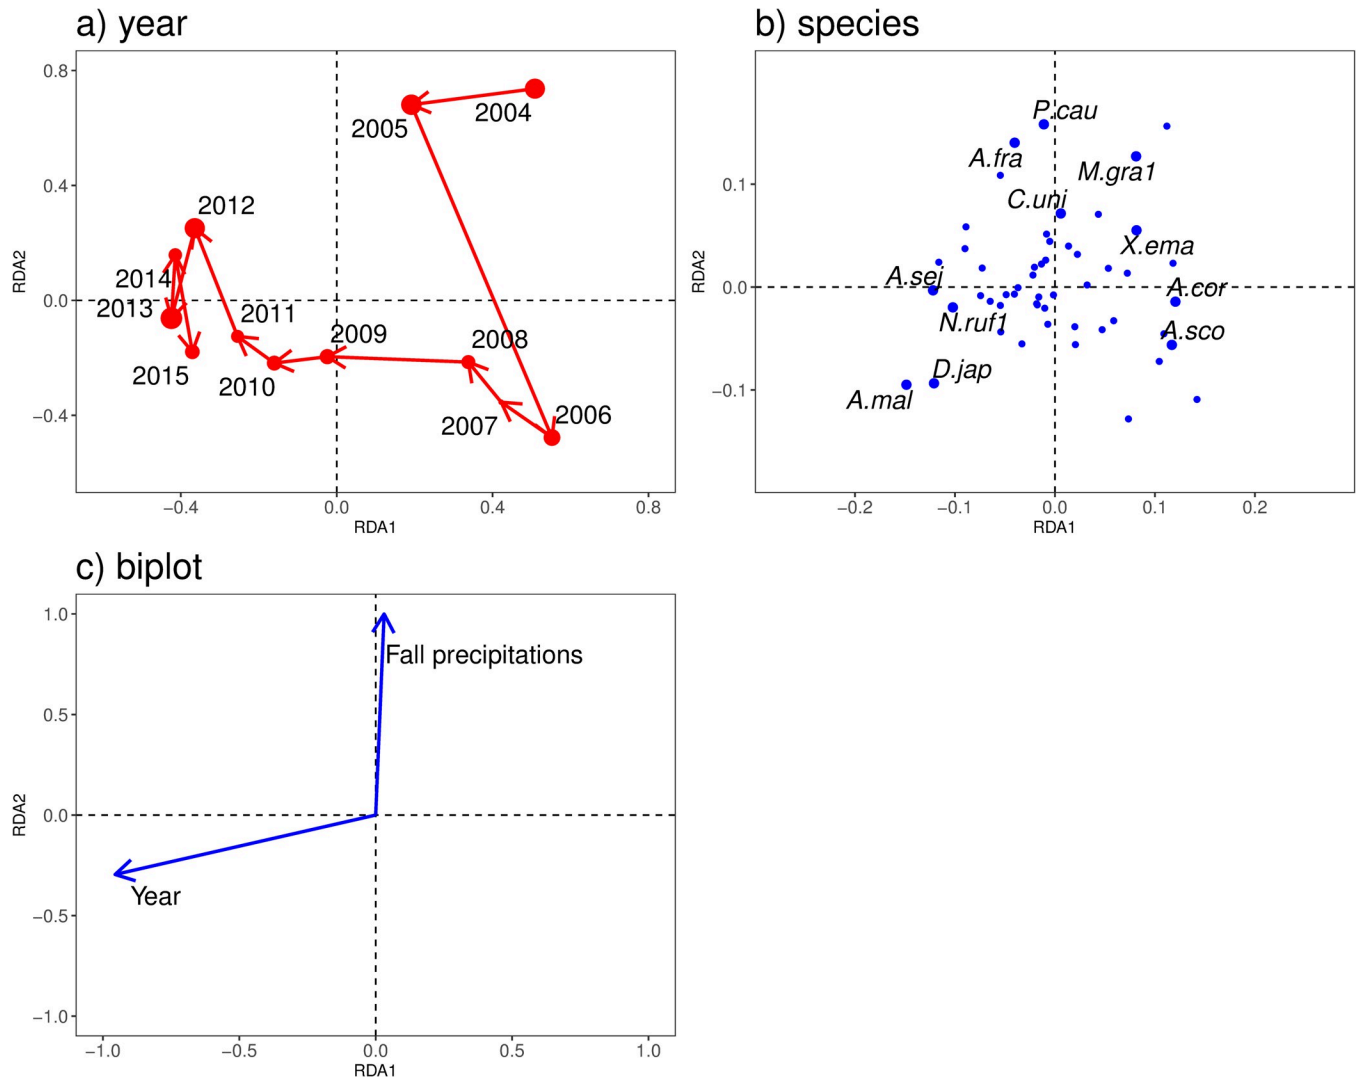 a) year
b) species
0.8
0.4
0.0
−0.4
RDA2
2004
2005
2012
2014
2013
2015
2011
2010
2009
2008
2007
2006
−0.4
0.0
0.4
0.8
RDA1
0.1
0.0
−0.1
RDA2
P.cau
A.fra
M.gra1
C.uni
X.ema
A.sej
A.cor
N.ruf1
A.sco
D.jap
A.mal
−0.2
−0.1
0.0
0.1
0.2
RDA1
c) biplot
1.0
0.5
0.0
−0.5
−1.0
RDA2
Fall precipitations
Year
−1.0
−0.5
0.0
0.5
1.0
RDA1